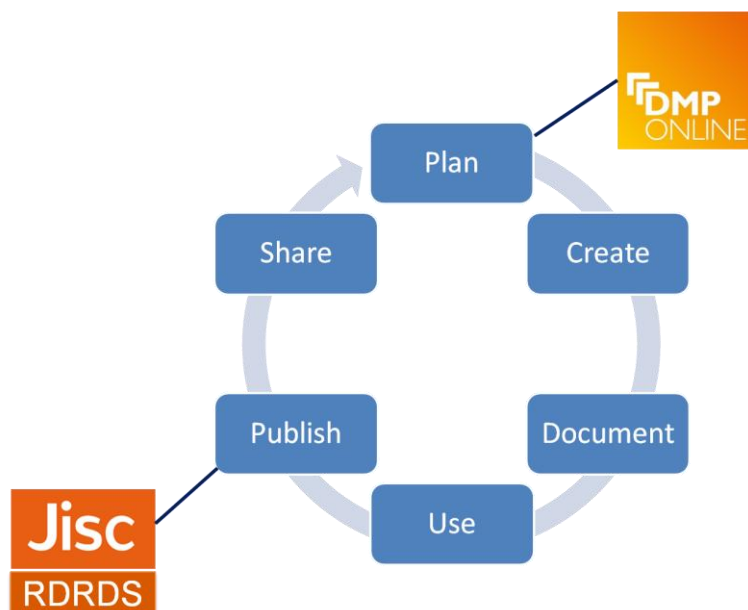 DMP
ONLINE
Plan
Share
Create
Publish
Document
Use
Jisc
RDRDS